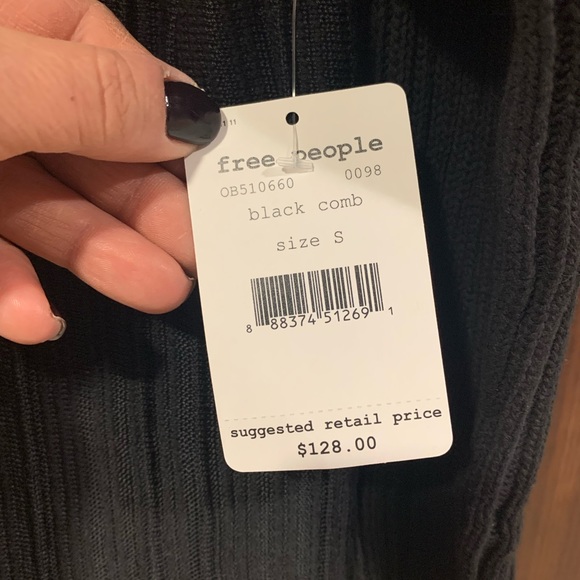 free people
OB510660 0098
black comb
size S
8 88374 51269 1
suggested retail price
$128.00